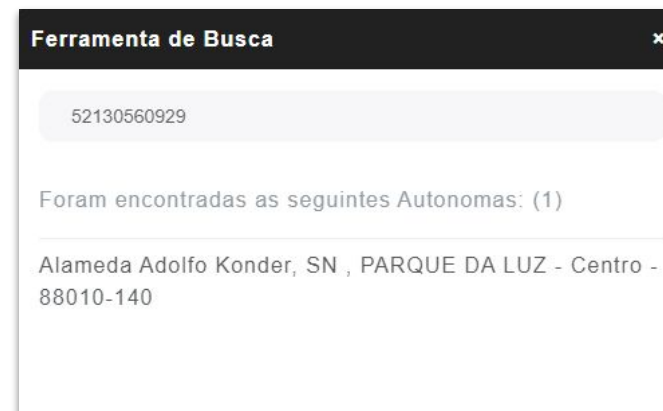 Ferramenta de Busca ×
52130560929
Foram encontradas as seguintes Autonomas: (1)
Alameda Adolfo Konder, SN , PARQUE DA LUZ - Centro -
88010-140